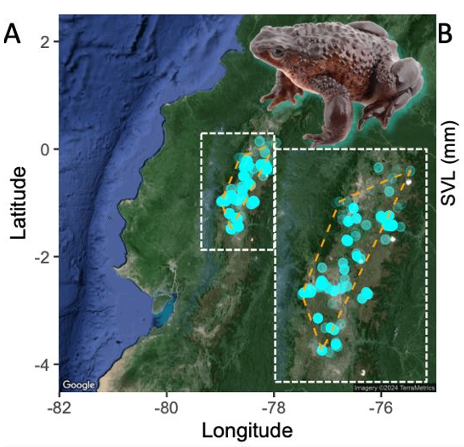 A
B
2
0
-2
-4
Latitude
SVL (mm)
Google
Imagery ©2024 TerraMetrics
-82
-80
-78
-76
Longitude